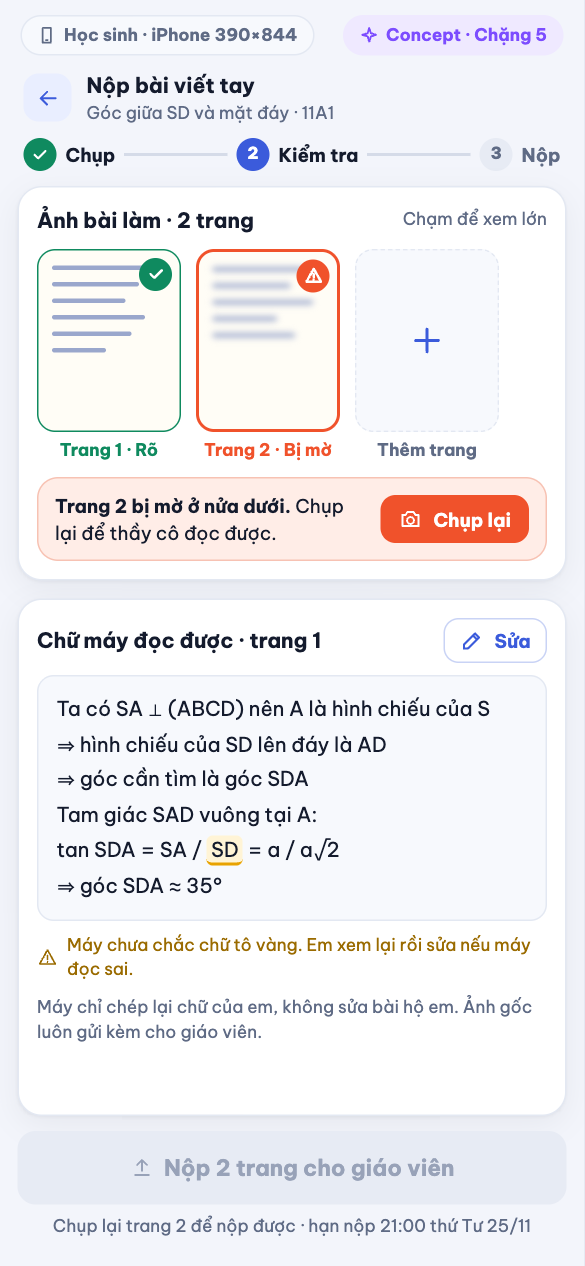 Học sinh · iPhone 390×844
Concept · Chặng 5
Nộp bài viết tay
Góc giữa SD và mặt đáy · 11A1
Chụp
2 Kiểm tra
3 Nộp
Ảnh bài làm · 2 trang
Chạm để xem lớn
Trang 1 · Rõ
Trang 2 · Bị mờ
Thêm trang
Trang 2 bị mờ ở nửa dưới. Chụp
lại để thầy cô đọc được.
Chụp lại
Chữ máy đọc được · trang 1
Sửa
Ta có SA ⊥ (ABCD) nên A là hình chiếu của S
⇒ hình chiếu của SD lên đáy là AD
⇒ góc cần tìm là góc SDA
Tam giác SAD vuông tại A:
tan SDA = SA / SD = a / a√2
⇒ góc SDA ≈ 35°
Máy chưa chắc chữ tô vàng. Em xem lại rồi sửa nếu máy
đọc sai.
Máy chỉ chép lại chữ của em, không sửa bài hộ em. Ảnh gốc
luôn gửi kèm cho giáo viên.
Nộp 2 trang cho giáo viên
Chụp lại trang 2 để nộp được · hạn nộp 21:00 thứ Tư 25/11